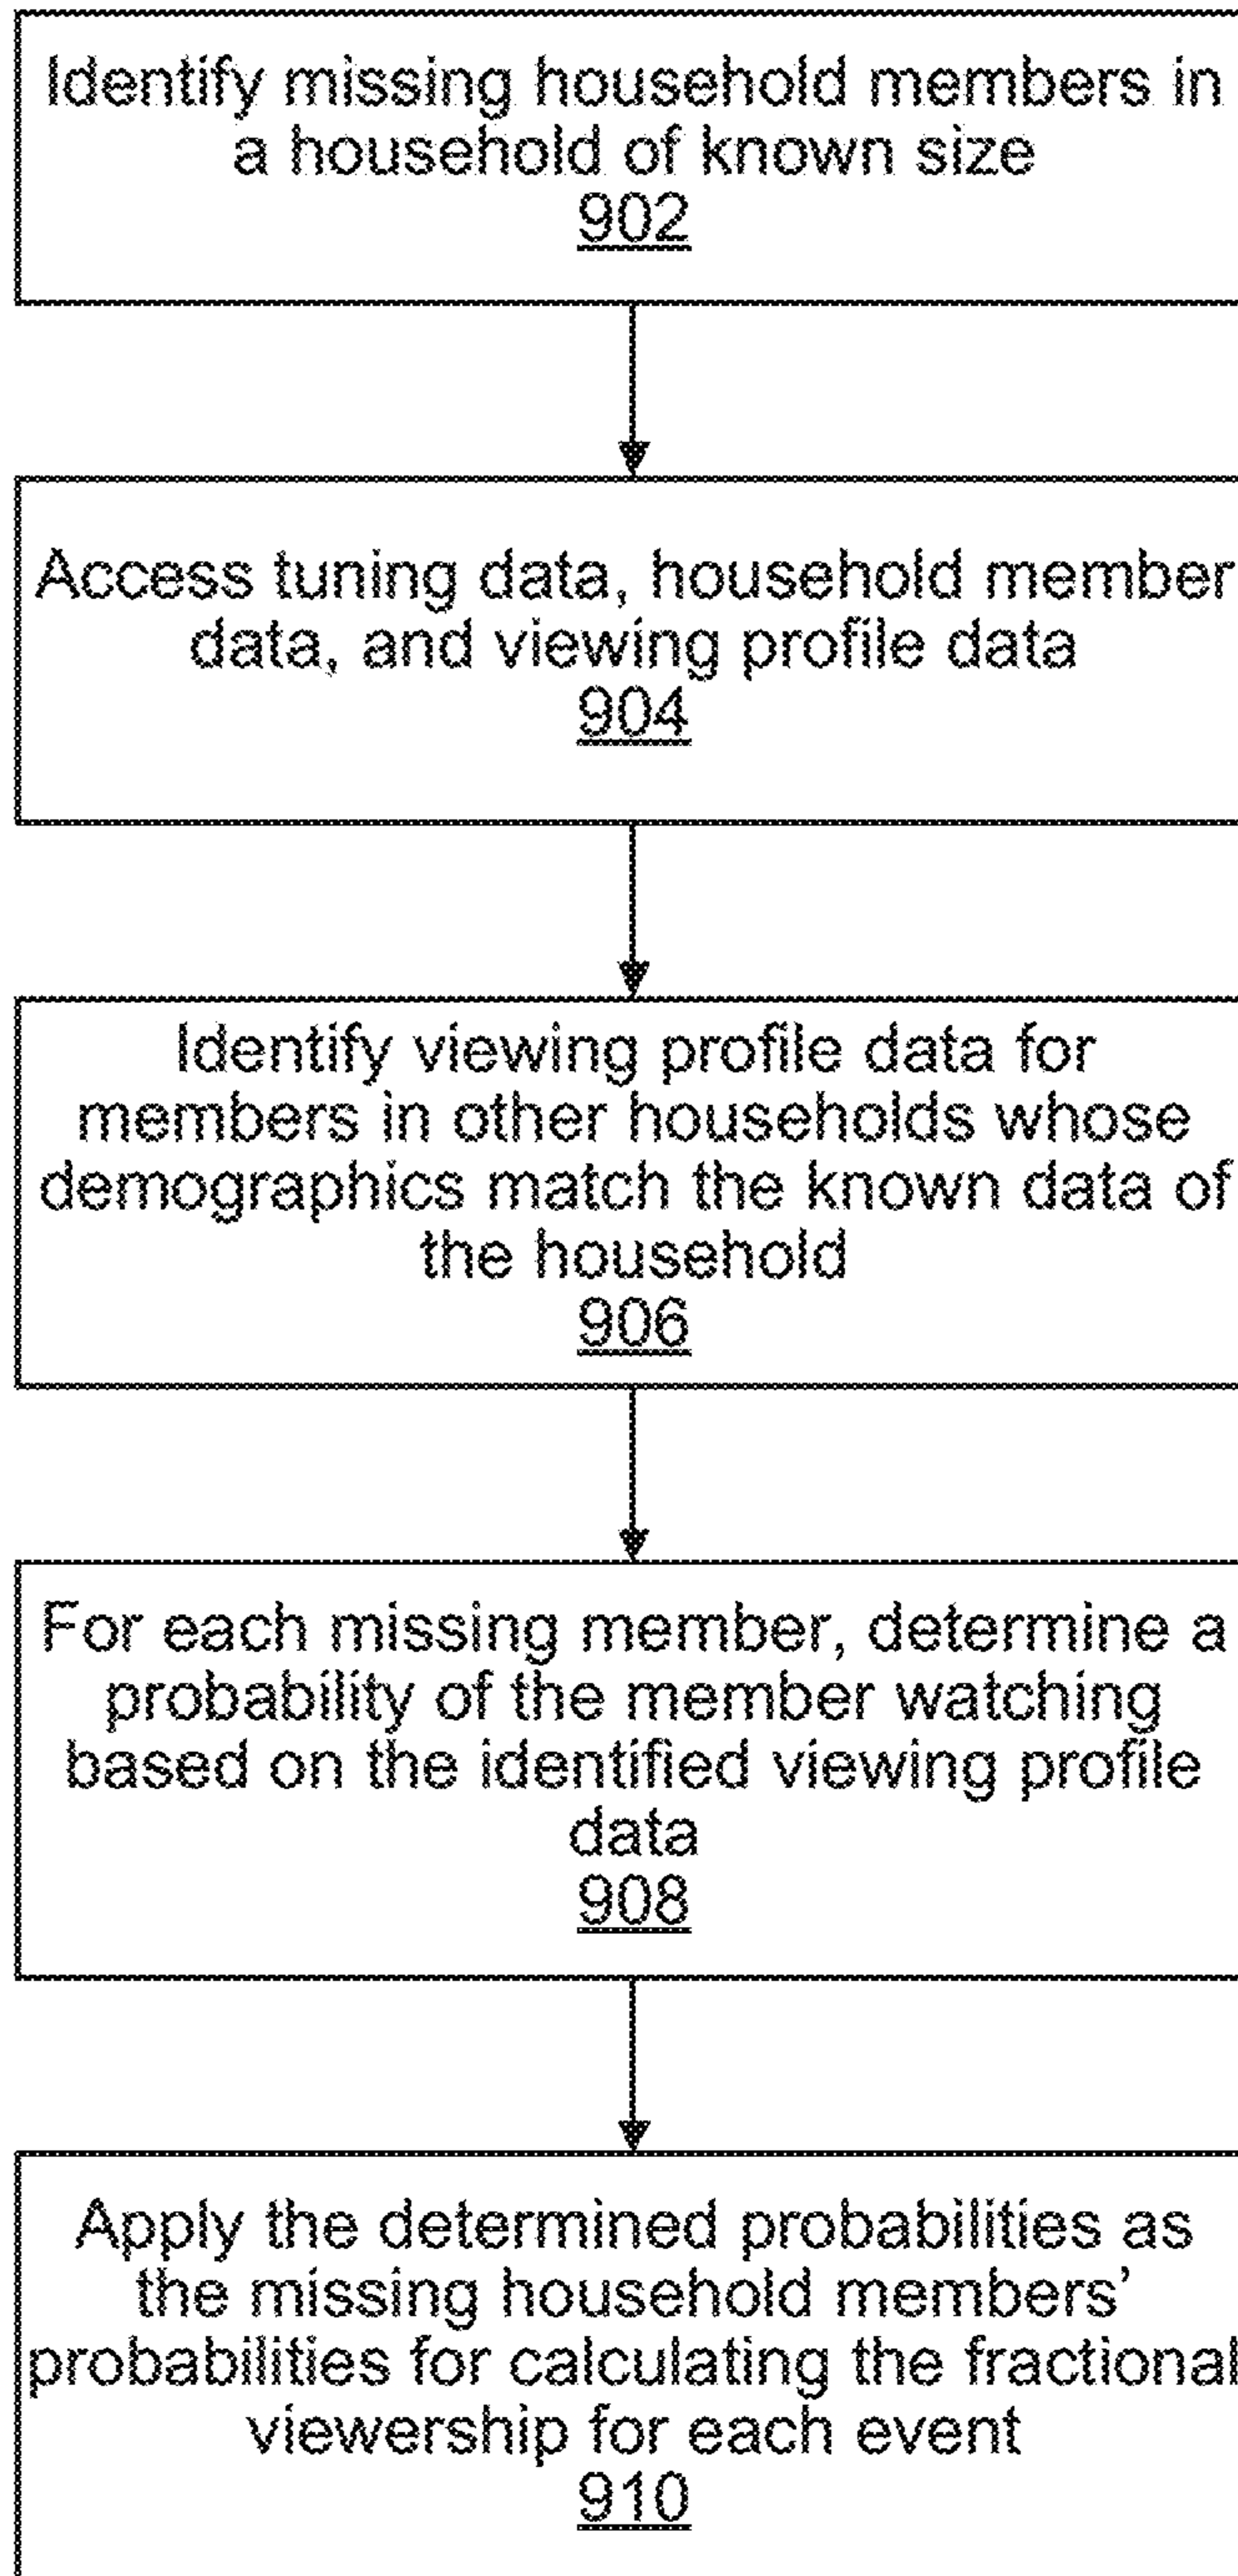 Identify missing household members in
a household of known size
902
Access tuning data, household member
data, and viewing profile data
904
Identify viewing profile data for
members in other households whose
demographics match the known data of
the household
906
For each missing member, determine a
probability of the member watching
based on the identified viewing profile
data
908
Apply the determined probabilities as
the missing household members’
probabilities for calculating the fractional
viewership for each event
910